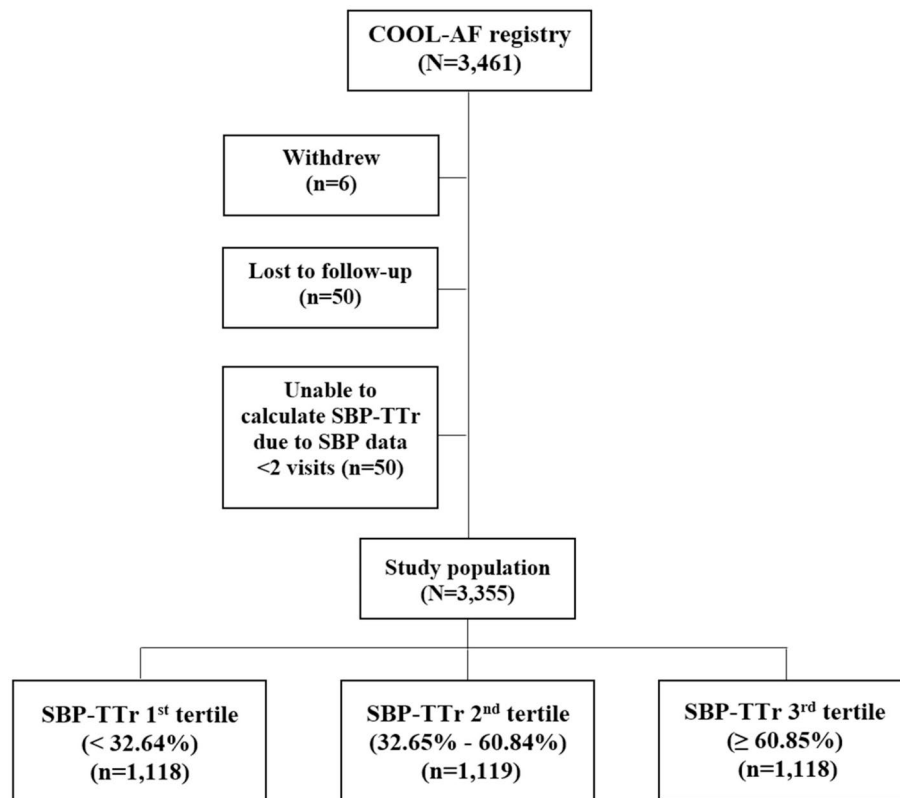 COOL-AF registry
(N=3,461)
Withdrew
(n=6)
Lost to follow-up
(n=50)
Unable to
calculate SBP-TTr
due to SBP data
<2 visits (n=50)
Study population
(N=3,355)
SBP-TTr 1st tertile
(< 32.64%)
(n=1,118)
SBP-TTr 2nd tertile
(32.65% - 60.84%)
(n=1,119)
SBP-TTr 3rd tertile
(≥ 60.85%)
(n=1,118)